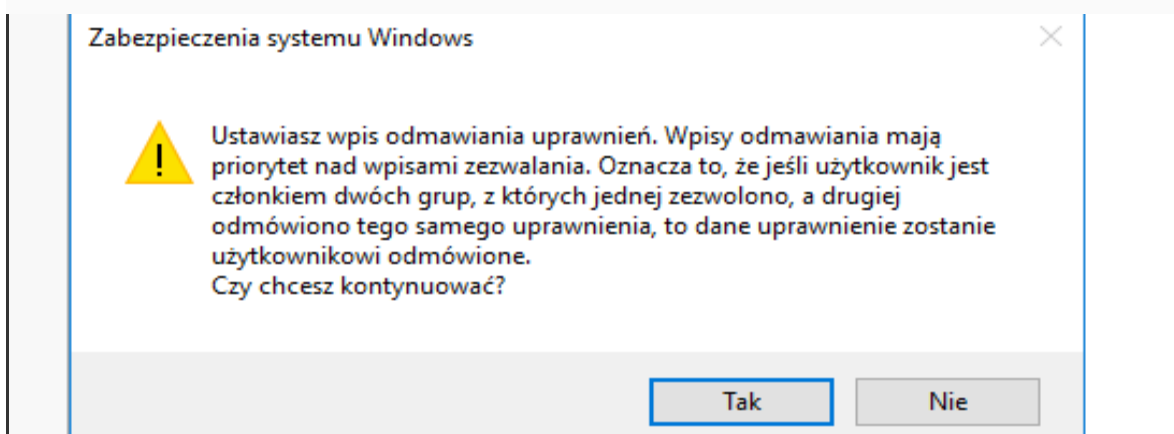 Zabezpieczenia systemu Windows
Ustawiasz wpis odmawiania uprawnień. Wpisy odmawiania mają
priorytet nad wpisami zezwalania. Oznacza to, że jeśli użytkownik jest
członkiem dwóch grup, z których jednej zezwolono, a drugiej
odmówiono tego samego uprawnienia, to dane uprawnienie zostanie
użytkownikowi odmówione.
Czy chcesz kontynuować?
Tak Nie